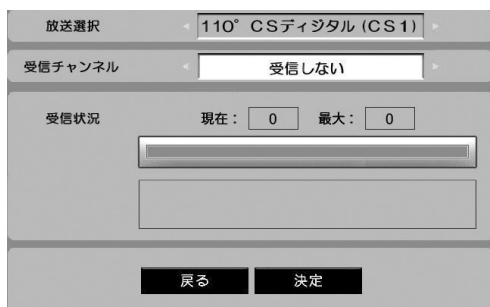 放送選択 110° CSディジタル (CS1)
受信チャンネル 受信しない
受信状況 現在： 0 最大： 0
戻る 決定